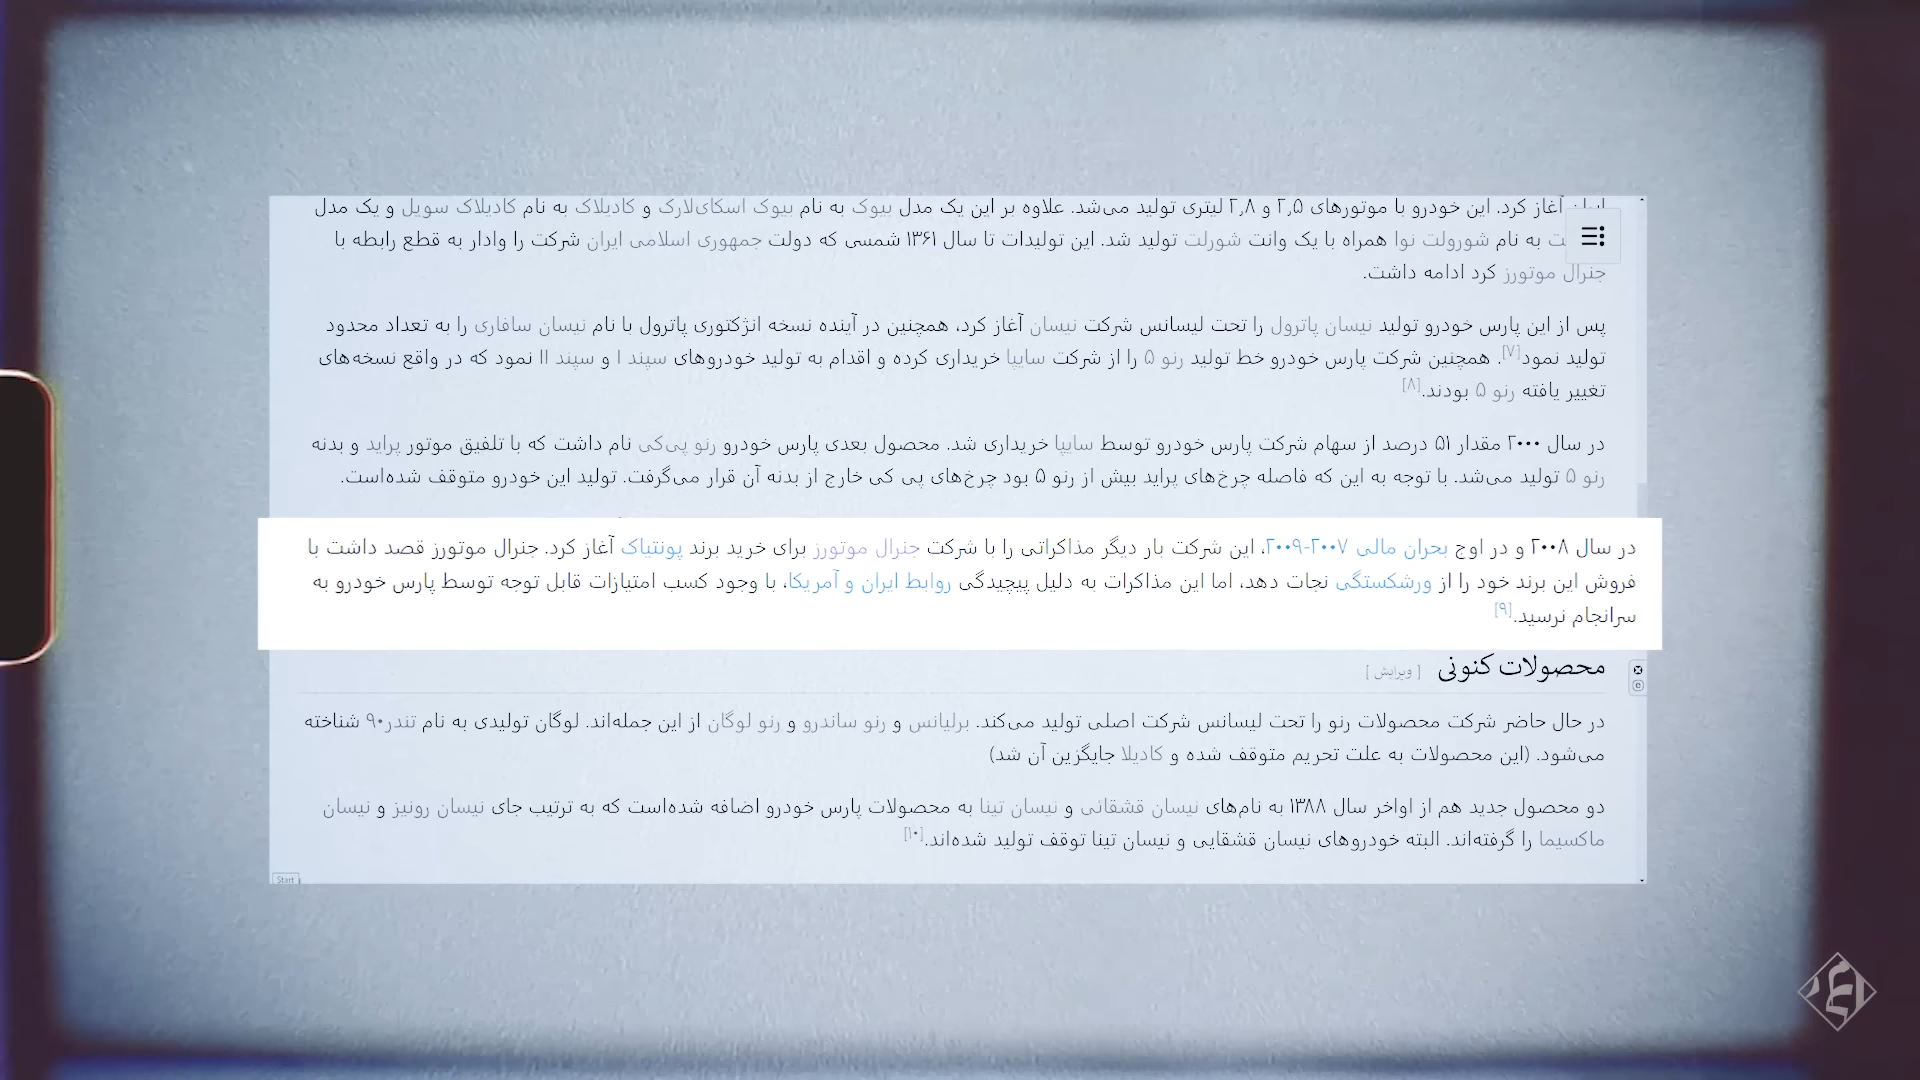 آغاز کرد. این خودرو با موتورهای ۲٫۵ و ۲٫۸ لیتری تولید می‌شد. علاوه بر این یک مدل بیوک به نام بیوک اسکای‌لارک و کادیلاک به نام کادیلاک سویل و یک مدل
به نام شورولت نوا همراه با یک وانت شورلت تولید شد. این تولیدات تا سال ۱۳۶۱ شمسی که دولت جمهوری اسلامی ایران شرکت را وادار به قطع رابطه با
جنرال موتورز کرد ادامه داشت.
پس از این پارس خودرو تولید نیسان پاترول را تحت لیسانس شرکت نیسان آغاز کرد، همچنین در آینده نسخه انژکتوری پاترول با نام نیسان سافاری را به تعداد محدود
تولید نمود[۷]. همچنین شرکت پارس خودرو خط تولید رنو ۵ را از شرکت سایپا خریداری کرده و اقدام به تولید خودروهای سپند I و سپند II نمود که در واقع نسخه‌های
تغییر یافته رنو ۵ بودند.[۸]
در سال ۲۰۰۰ مقدار ۵۱ درصد از سهام شرکت پارس خودرو توسط سایپا خریداری شد. محصول بعدی پارس خودرو رنو پی‌کی نام داشت که با تلفیق موتور پراید و بدنه
رنو ۵ تولید می‌شد. با توجه به این که فاصله چرخ‌های پراید بیش از رنو ۵ بود چرخ‌های پی کی خارج از بدنه آن قرار می‌گرفت. تولید این خودرو متوقف شده‌است.
در سال ۲۰۰۸ و در اوج بحران مالی ۲۰۰۷-۲۰۰۹، این شرکت بار دیگر مذاکراتی را با شرکت جنرال موتورز برای خرید برند پونتیاک آغاز کرد. جنرال موتورز قصد داشت با
فروش این برند خود را از ورشکستگی نجات دهد، اما این مذاکرات به دلیل پیچیدگی روابط ایران و آمریکا، با وجود کسب امتیازات قابل توجه توسط پارس خودرو به
سرانجام نرسید.[۹]
محصولات کنونی [ ویرایش ]
در حال حاضر شرکت محصولات رنو را تحت لیسانس شرکت اصلی تولید می‌کند. برلیانس و رنو ساندرو و رنو لوگان از این جمله‌اند. لوگان تولیدی به نام تندر۹۰ شناخته
می‌شود. (این محصولات به علت تحریم متوقف شده و کادیلا جایگزین آن شد)
دو محصول جدید هم از اواخر سال ۱۳۸۸ به نام‌های نیسان قشقائی و نیسان تینا به محصولات پارس خودرو اضافه شده‌است که به ترتیب جای نیسان رونیز و نیسان
ماکسیما را گرفته‌اند. البته خودروهای نیسان قشقایی و نیسان تینا توقف تولید شده‌اند.[۱۰]
Start